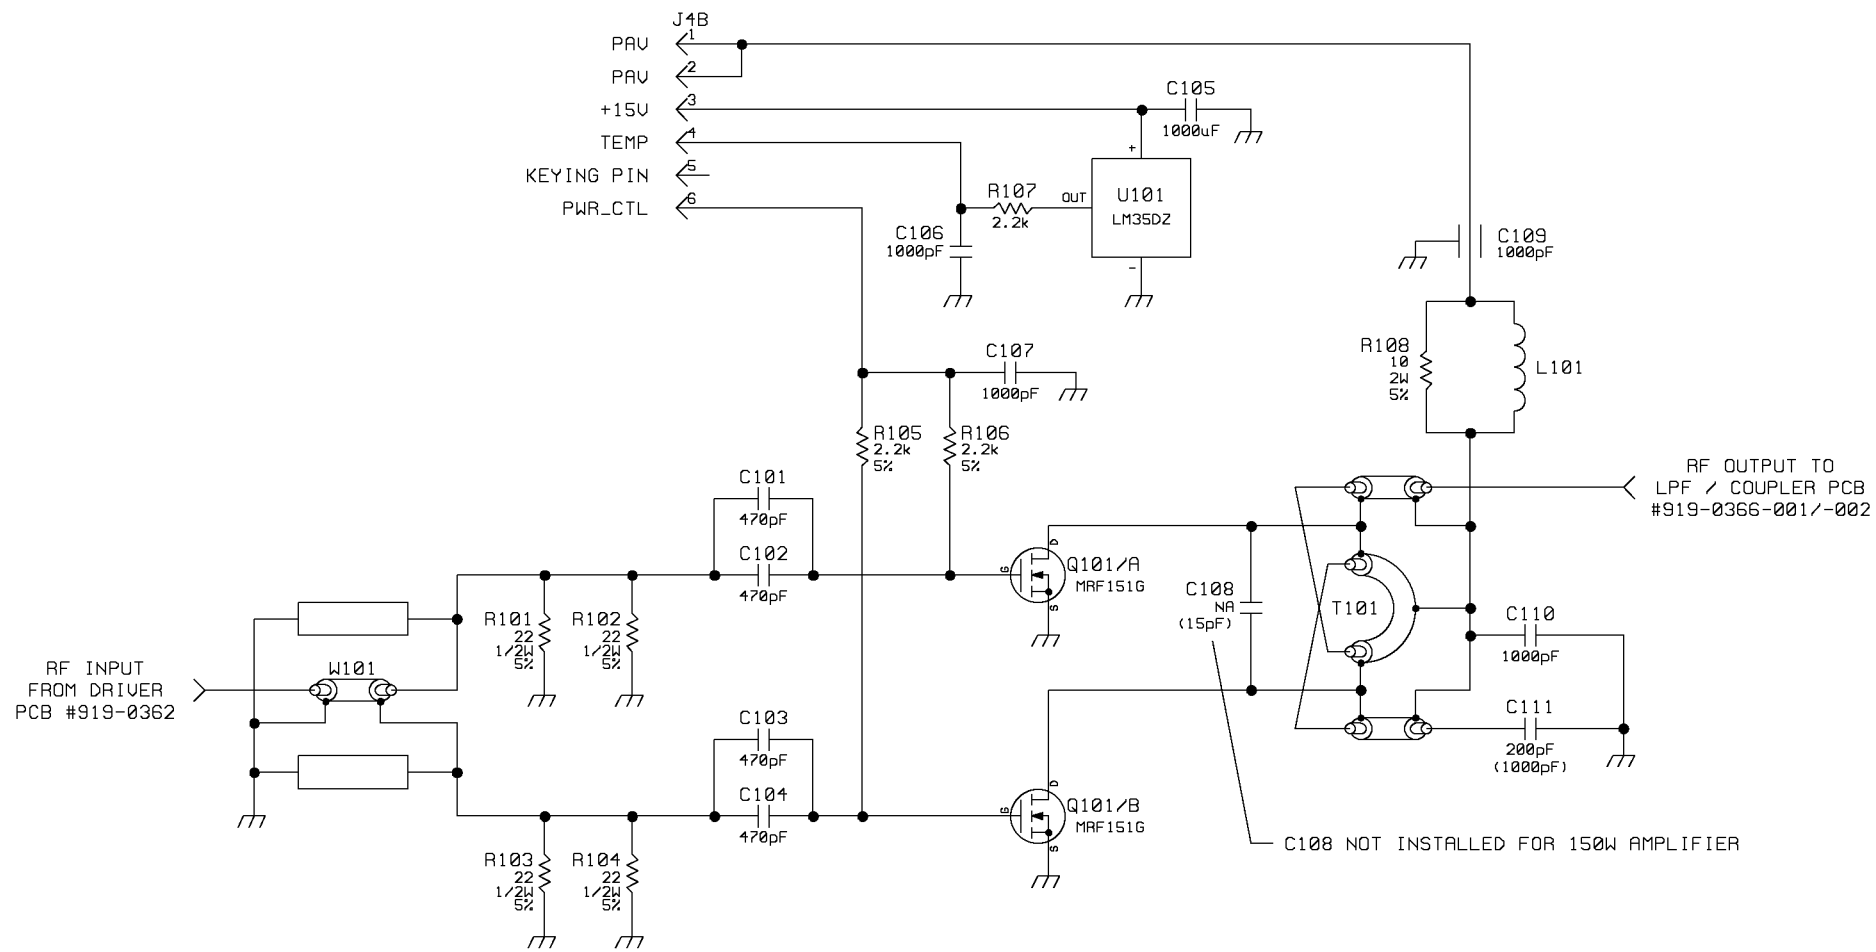 J4B
PAV 1
PAV 2
+15V 3
TEMP 4
KEYING PIN 5
PWR_CTL 6
C105
1000uF
+
U101
LM35DZ
OUT
-
R107
2.2k
C106
1000pF
C109
1000pF
C107
1000pF
R108
10
2W
5%
L101
R105
2.2k
5%
R106
2.2k
5%
C101
470pF
C102
470pF
RF OUTPUT TO
LPF / COUPLER PCB
#919-0366-001/-002
G
D
S
Q101/A
MRF151G
R101
22
1/2W
5%
R102
22
1/2W
5%
C108
NA
(15pF)
T101
C110
1000pF
RF INPUT
FROM DRIVER
PCB #919-0362
W101
C103
470pF
C104
470pF
C111
200pF
(1000pF)
G
D
S
Q101/B
MRF151G
C108 NOT INSTALLED FOR 150W AMPLIFIER
R103
22
1/2W
5%
R104
22
1/2W
5%